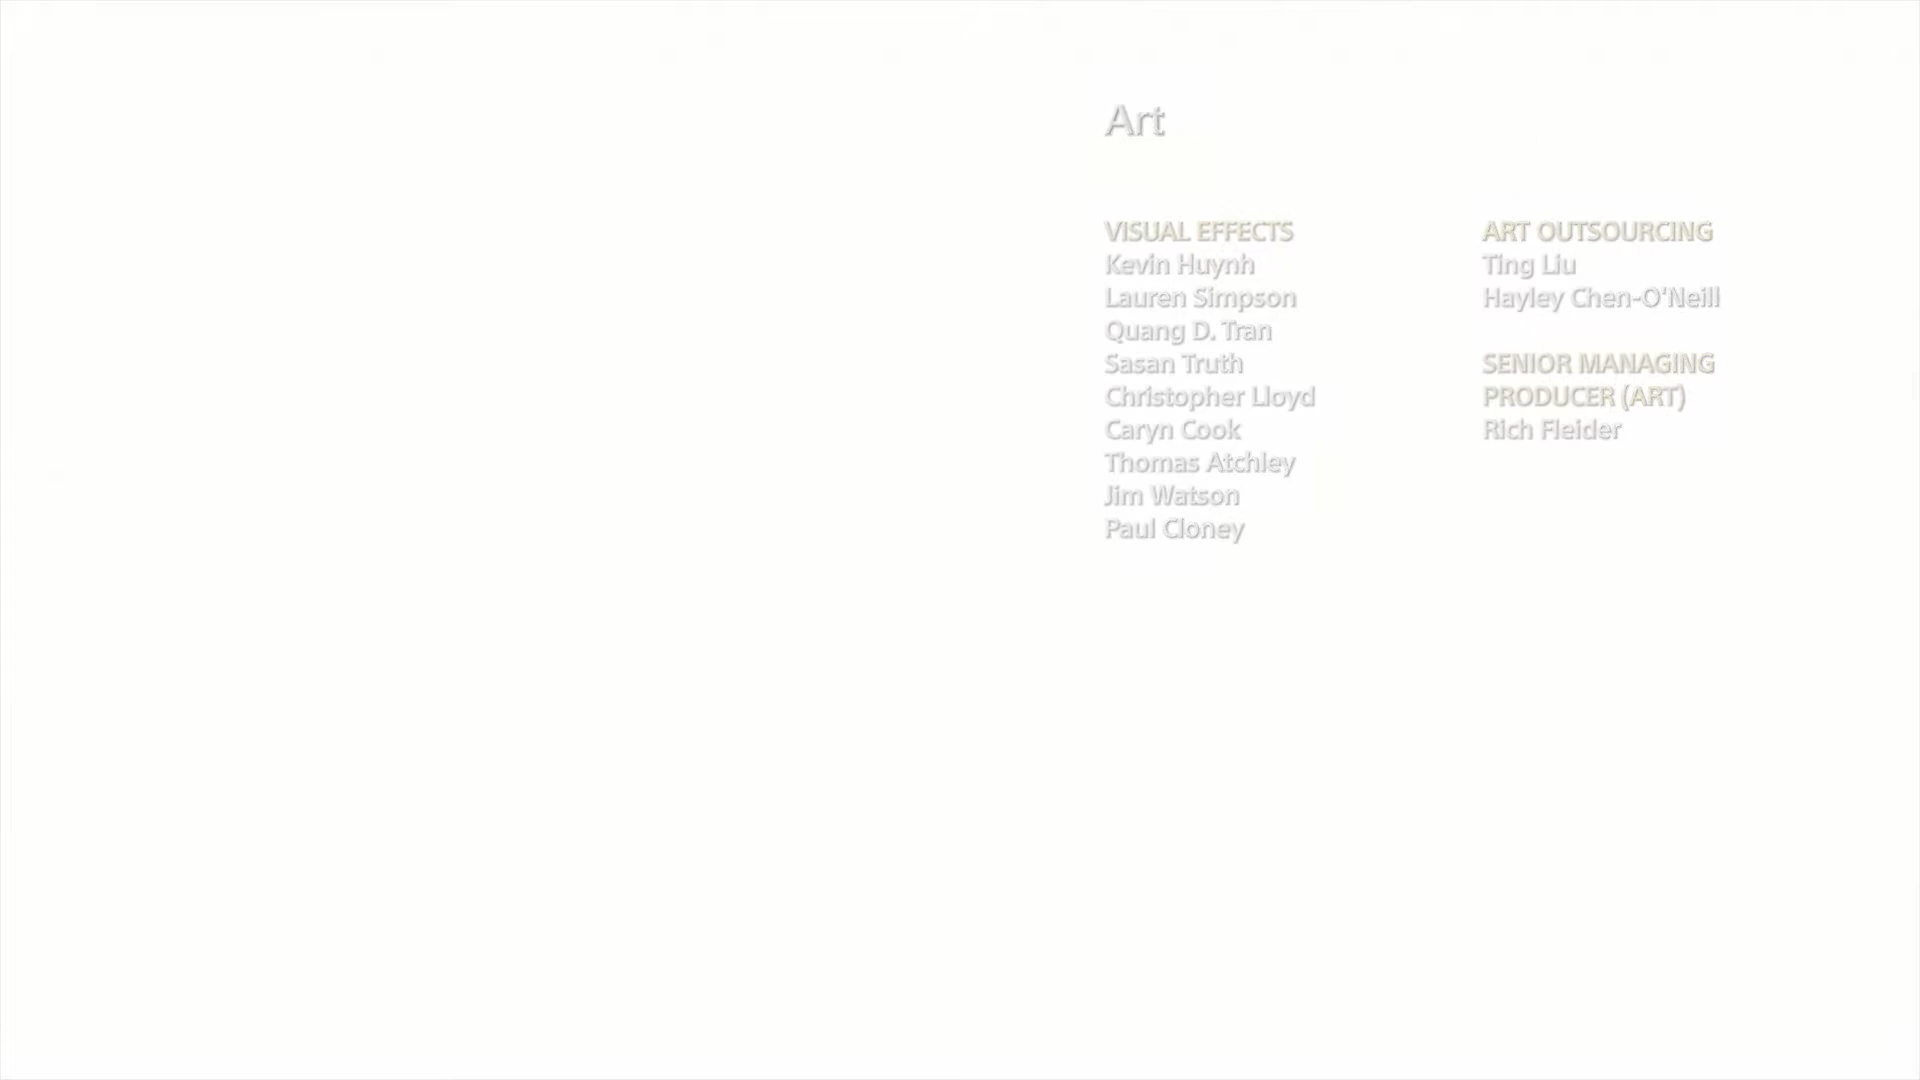 Art
VISUAL EFFECTS
Kevin Huynh
Lauren Simpson
Quang D. Tran
Sasan Truth
Christopher Lloyd
Caryn Cook
Thomas Atchley
Jim Watson
Paul Cloney
ART OUTSOURCING
Ting Liu
Hayley Chen-O'Neill
SENIOR MANAGING
PRODUCER (ART)
Rich Fleider